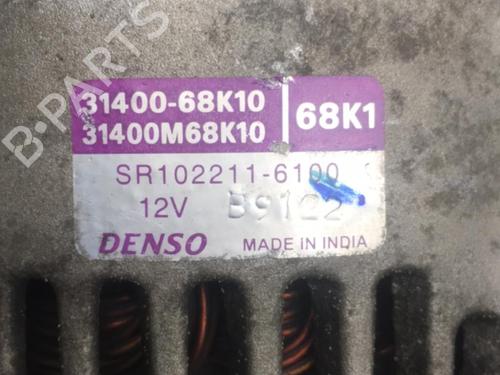 B-PARTS
31400-68K10
31400M68K10
68K1
SR102211-6100
12V B9122
DENSO MADE IN INDIA